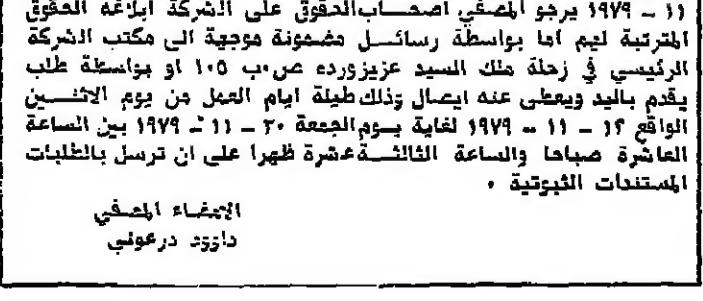 ١١ – ١٩٧٩ يرجو المصفي اصحاب الحقوق على الشركة ابلاغه الحقوق
المترتبة لهم اما بواسطة رسائل مضمونة موجهة الى مكتب الشركة
الرئيسي في زحلة ملك السيد عزيز ورده ص٠ب ١٠٥ او بواسطة طلب
يقدم باليد ويعطى عنه ايصال وذلك طيلة ايام العمل من يوم الاثنين
الواقع ١٢ – ١١ – ١٩٧٩ لغاية يوم الجمعة ٢٠ – ١١ – ١٩٧٩ بين الساعة
العاشرة صباحا والساعة الثالثة عشرة ظهرا على ان ترسل بالطلبات
المستندات الثبوتية ٠
الامضاء المصفي
داوود درعوني